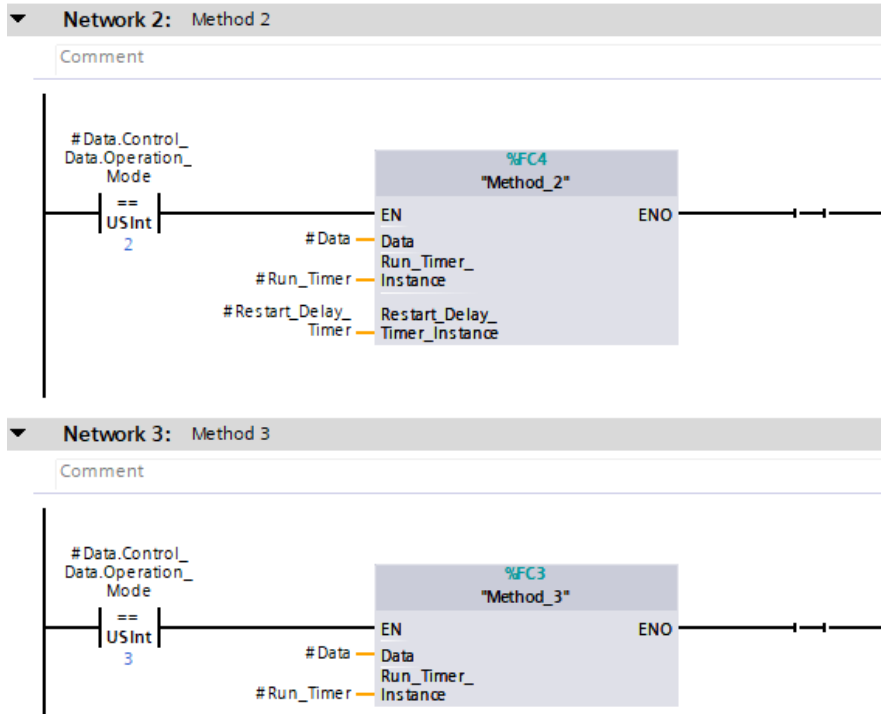 Network 2: Method 2
Comment
#Data.Control_
Data.Operation_
Mode
==
USInt
2
%FC4
"Method_2"
EN
ENO
#Data
Data
#Run_Timer
Run_Timer_
Instance
#Restart_Delay_
Timer
Restart_Delay_
Timer_Instance
Network 3: Method 3
Comment
#Data.Control_
Data.Operation_
Mode
==
USInt
3
%FC3
"Method_3"
EN
ENO
#Data
Data
#Run_Timer
Run_Timer_
Instance